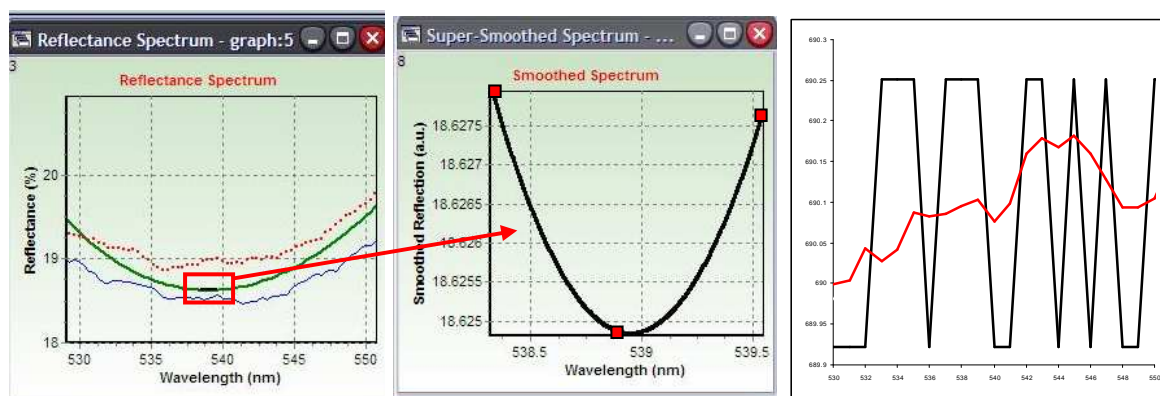 Reflectance Spectrum - graph:5
3
Reflectance Spectrum
Reflectance (%)
20
19
18
530 535 540 545 550
Wavelength (nm)
Super-Smoothed Spectrum - ...
8
Smoothed Spectrum
Smoothed Reflection (a.u.)
18.6275
18.627
18.6265
18.626
18.6255
18.625
538.5 539 539.5
Wavelength (nm)
690.3
690.25
690.2
690.15
690.1
690.05
690
689.95
689.9
530 532 534 536 538 540 542 544 546 548 550